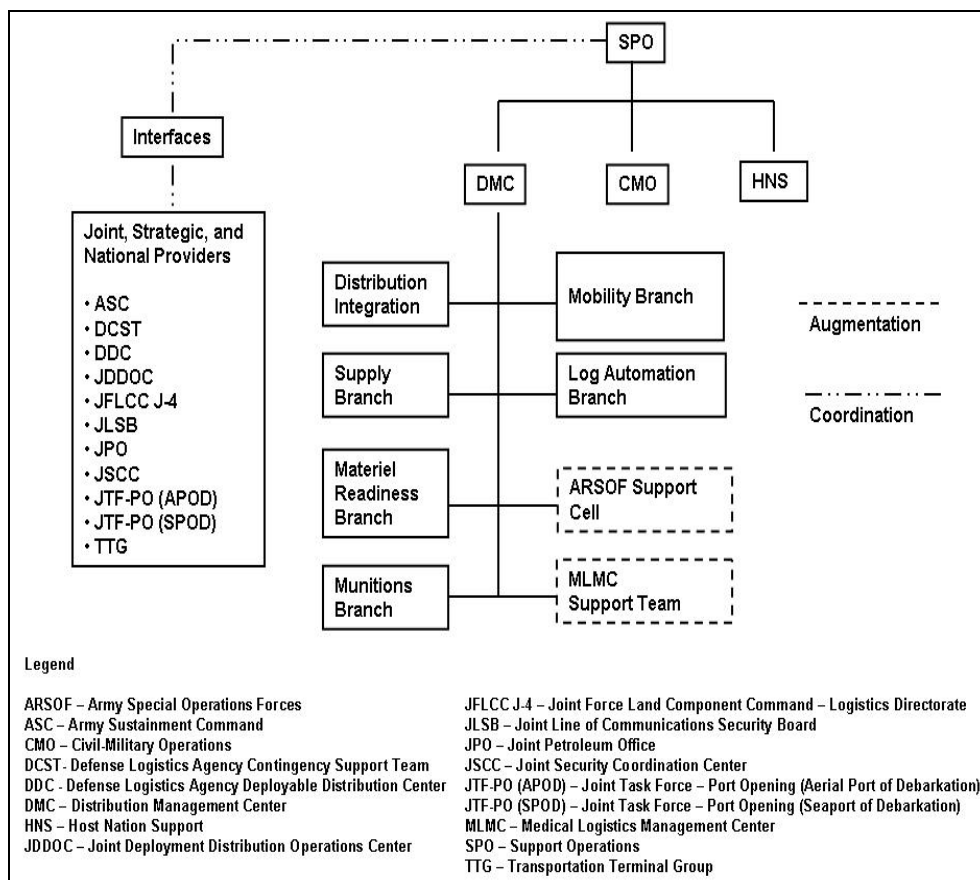 SPO
Interfaces
DMC
CMO
HNS
Joint, Strategic, and
National Providers
• ASC
• DCST
• DDC
• JDDOC
• JFLCC J-4
• JLSB
• JPO
• JSCC
• JTF-PO (APOD)
• JTF-PO (SPOD)
• TTG
Distribution
Integration
Mobility Branch
Supply
Branch
Log Automation
Branch
Materiel
Readiness
Branch
ARSOF Support
Cell
Munitions
Branch
MLMC
Support Team
Augmentation
Coordination
Legend
ARSOF – Army Special Operations Forces
ASC – Army Sustainment Command
CMO – Civil-Military Operations
DCST - Defense Logistics Agency Contingency Support Team
DDC - Defense Logistics Agency Deployable Distribution Center
DMC – Distribution Management Center
HNS – Host Nation Support
JDDOC – Joint Deployment Distribution Operations Center
JFLCC J-4 – Joint Force Land Component Command – Logistics Directorate
JLSB – Joint Line of Communications Security Board
JPO – Joint Petroleum Office
JSCC – Joint Security Coordination Center
JTF-PO (APOD) – Joint Task Force – Port Opening (Aerial Port of Debarkation)
JTF-PO (SPOD) – Joint Task Force – Port Opening (Seaport of Debarkation)
MLMC – Medical Logistics Management Center
SPO – Support Operations
TTG – Transportation Terminal Group